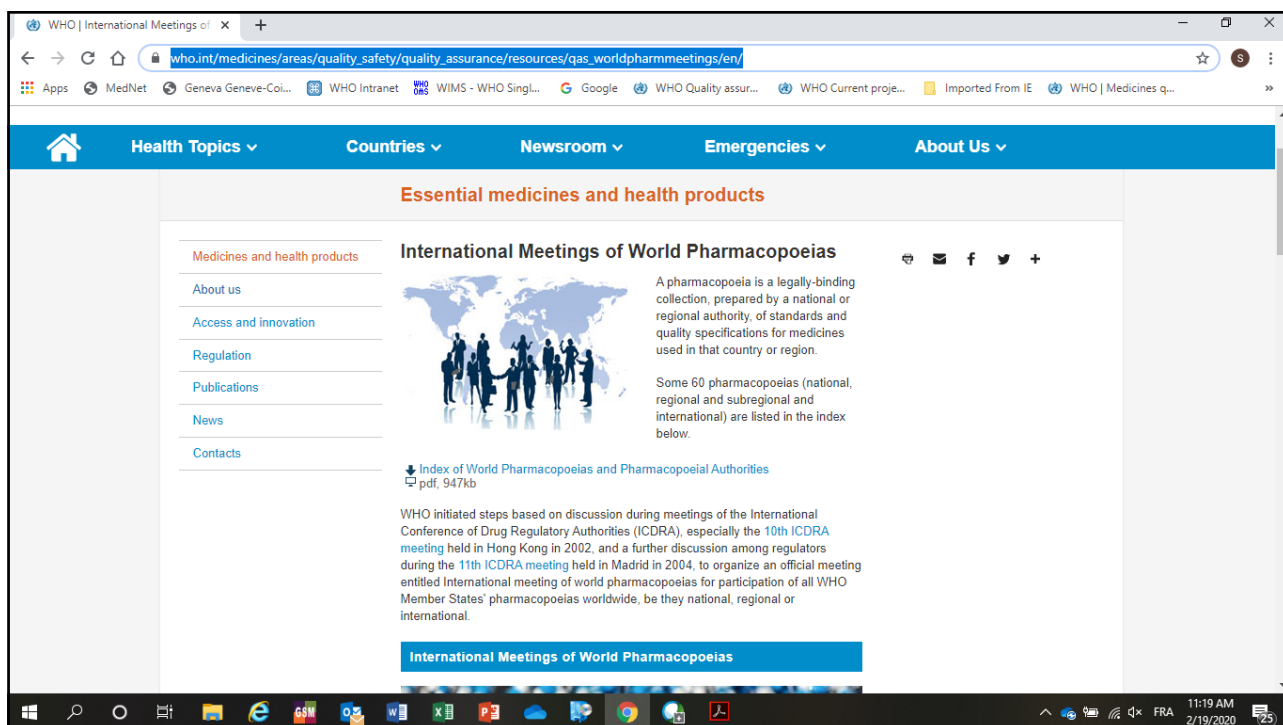 WHO | International Meetings of
who.int/medicines/areas/quality_safety/quality_assurance/resources/qas_worldpharmmeetings/en/
S
Apps MedNet Geneva Geneve-Coi... WHO Intranet WIMS - WHO Singl... Google WHO Quality assur... WHO Current proje... Imported From IE WHO | Medicines q...
Health Topics Countries Newsroom Emergencies About Us
Essential medicines and health products
Medicines and health products
About us
Access and innovation
Regulation
Publications
News
Contacts
International Meetings of World Pharmacopoeias
A pharmacopoeia is a legally-binding
collection, prepared by a national or
regional authority, of standards and
quality specifications for medicines
used in that country or region.
Some 60 pharmacopoeias (national,
regional and subregional and
international) are listed in the index
below.
Index of World Pharmacopoeias and Pharmacopoeial Authorities
pdf, 947kb
WHO initiated steps based on discussion during meetings of the International
Conference of Drug Regulatory Authorities (ICDRA), especially the 10th ICDRA
meeting held in Hong Kong in 2002, and a further discussion among regulators
during the 11th ICDRA meeting held in Madrid in 2004, to organize an official meeting
entitled International meeting of world pharmacopoeias for participation of all WHO
Member States' pharmacopoeias worldwide, be they national, regional or
international.
International Meetings of World Pharmacopoeias
GSM
FRA
11:19 AM
2/19/2020